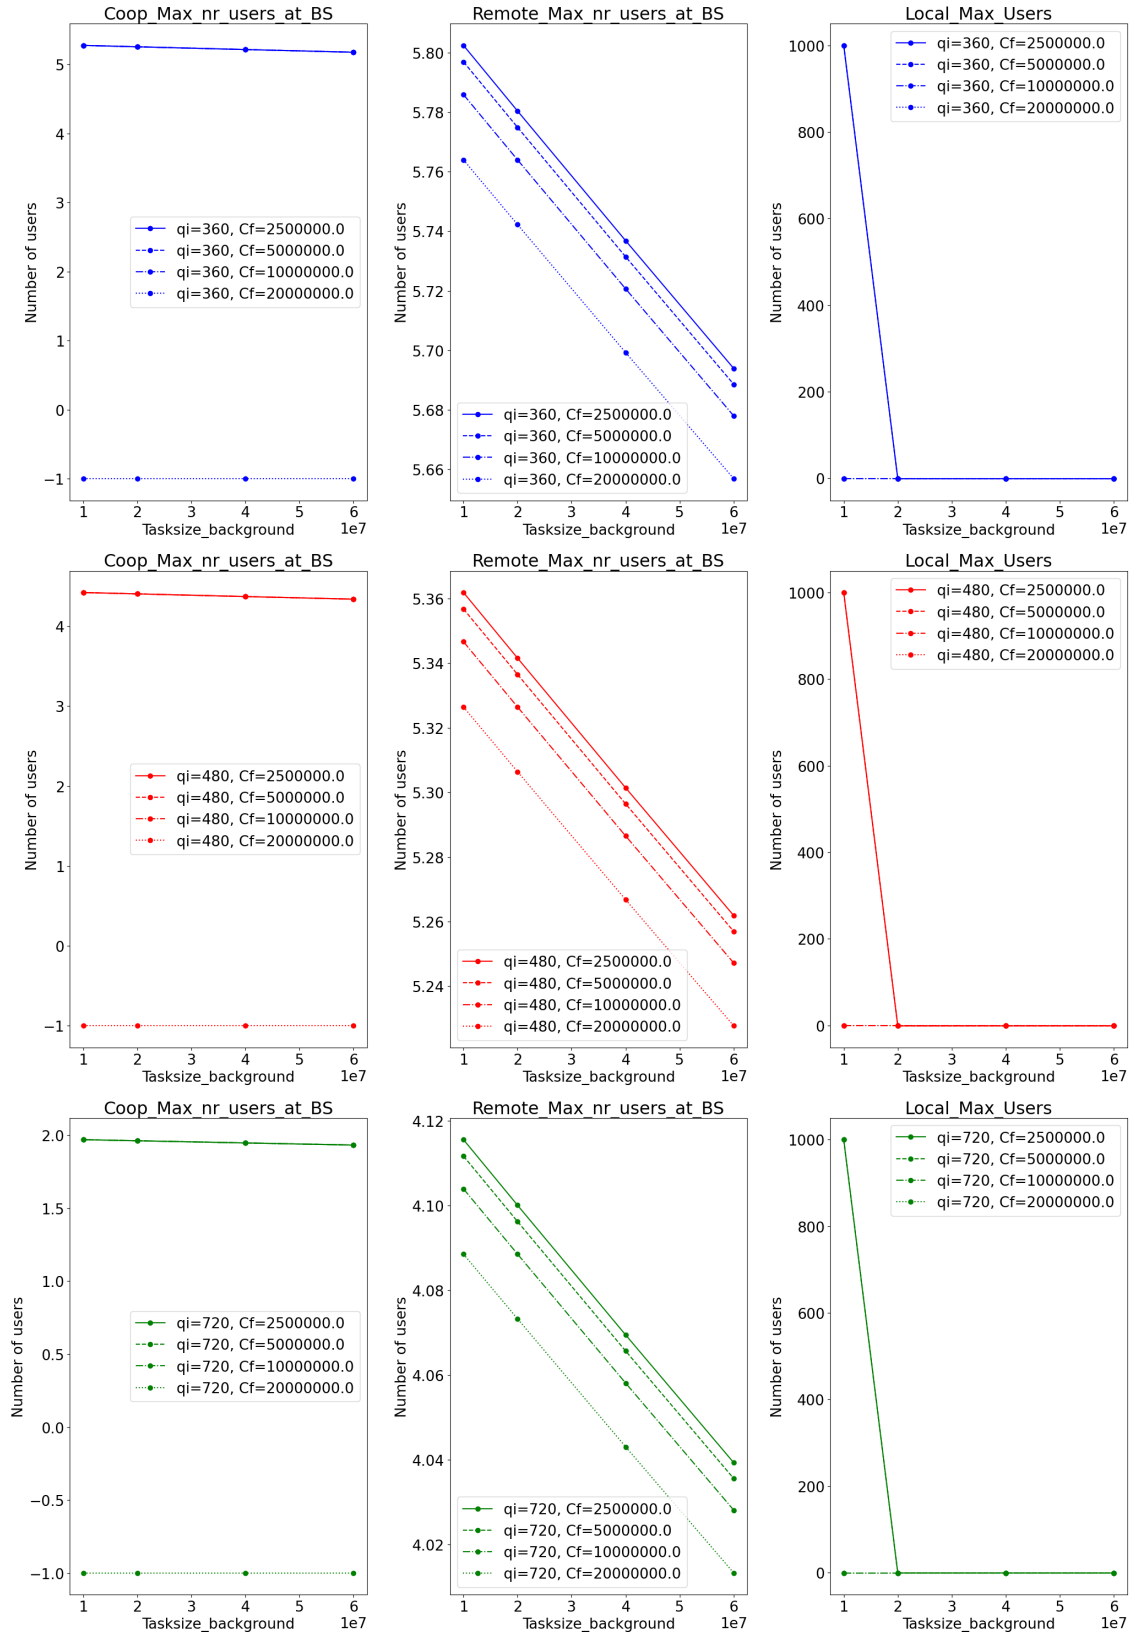 Coop_Max_nr_users_at_BS
Number of users
5
4
3
2
1
0
−1
qi=360, Cf=2500000.0
qi=360, Cf=5000000.0
qi=360, Cf=10000000.0
qi=360, Cf=20000000.0
1 2 3 4 5 6
1e7
Tasksize_background
Remote_Max_nr_users_at_BS
Number of users
5.80
5.78
5.76
5.74
5.72
5.70
5.68
5.66
qi=360, Cf=2500000.0
qi=360, Cf=5000000.0
qi=360, Cf=10000000.0
qi=360, Cf=20000000.0
1 2 3 4 5 6
1e7
Tasksize_background
Local_Max_Users
Number of users
1000
800
600
400
200
0
qi=360, Cf=2500000.0
qi=360, Cf=5000000.0
qi=360, Cf=10000000.0
qi=360, Cf=20000000.0
1 2 3 4 5 6
1e7
Tasksize_background
Coop_Max_nr_users_at_BS
Number of users
4
3
2
1
0
−1
qi=480, Cf=2500000.0
qi=480, Cf=5000000.0
qi=480, Cf=10000000.0
qi=480, Cf=20000000.0
1 2 3 4 5 6
1e7
Tasksize_background
Remote_Max_nr_users_at_BS
Number of users
5.36
5.34
5.32
5.30
5.28
5.26
5.24
qi=480, Cf=2500000.0
qi=480, Cf=5000000.0
qi=480, Cf=10000000.0
qi=480, Cf=20000000.0
1 2 3 4 5 6
1e7
Tasksize_background
Local_Max_Users
Number of users
1000
800
600
400
200
0
qi=480, Cf=2500000.0
qi=480, Cf=5000000.0
qi=480, Cf=10000000.0
qi=480, Cf=20000000.0
1 2 3 4 5 6
1e7
Tasksize_background
Coop_Max_nr_users_at_BS
Number of users
2.0
1.5
1.0
0.5
0.0
−0.5
−1.0
qi=720, Cf=2500000.0
qi=720, Cf=5000000.0
qi=720, Cf=10000000.0
qi=720, Cf=20000000.0
1 2 3 4 5 6
1e7
Tasksize_background
Remote_Max_nr_users_at_BS
Number of users
4.12
4.10
4.08
4.06
4.04
4.02
qi=720, Cf=2500000.0
qi=720, Cf=5000000.0
qi=720, Cf=10000000.0
qi=720, Cf=20000000.0
1 2 3 4 5 6
1e7
Tasksize_background
Local_Max_Users
Number of users
1000
800
600
400
200
0
qi=720, Cf=2500000.0
qi=720, Cf=5000000.0
qi=720, Cf=10000000.0
qi=720, Cf=20000000.0
1 2 3 4 5 6
1e7
Tasksize_background